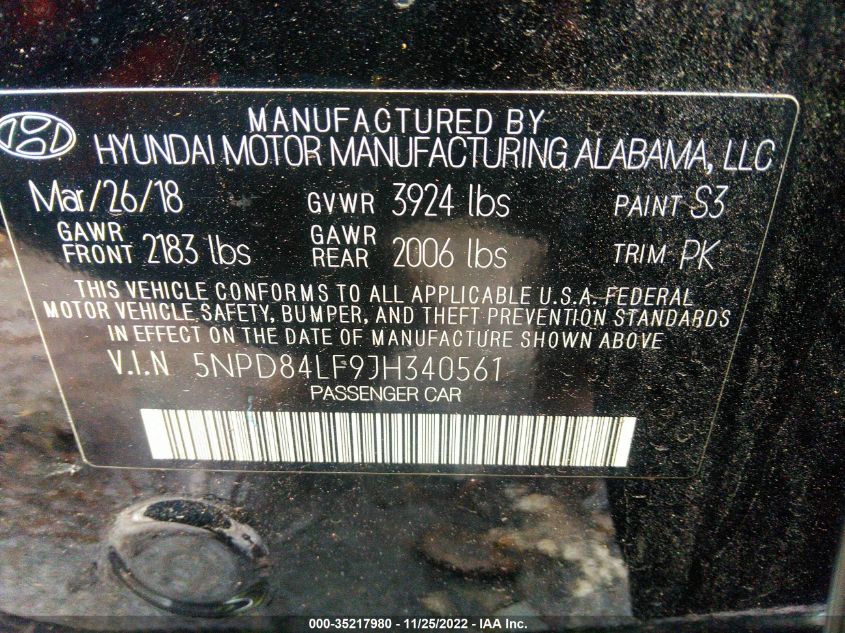 MANUFACTURED BY
HYUNDAI MOTOR MANUFACTURING ALABAMA, LLC
Mar/26/18 GVWR 3924 lbs PAINT S3
GAWR FRONT 2183 lbs GAWR REAR 2006 lbs TRIM PK
THIS VEHICLE CONFORMS TO ALL APPLICABLE U.S.A. FEDERAL
MOTOR VEHICLE SAFETY, BUMPER, AND THEFT PREVENTION STANDARDS
IN EFFECT ON THE DATE OF MANUFACTURE SHOWN ABOVE
V.I.N 5NPD84LF9JH340561
PASSENGER CAR
000-35217980 - 11/25/2022 - IAA Inc.